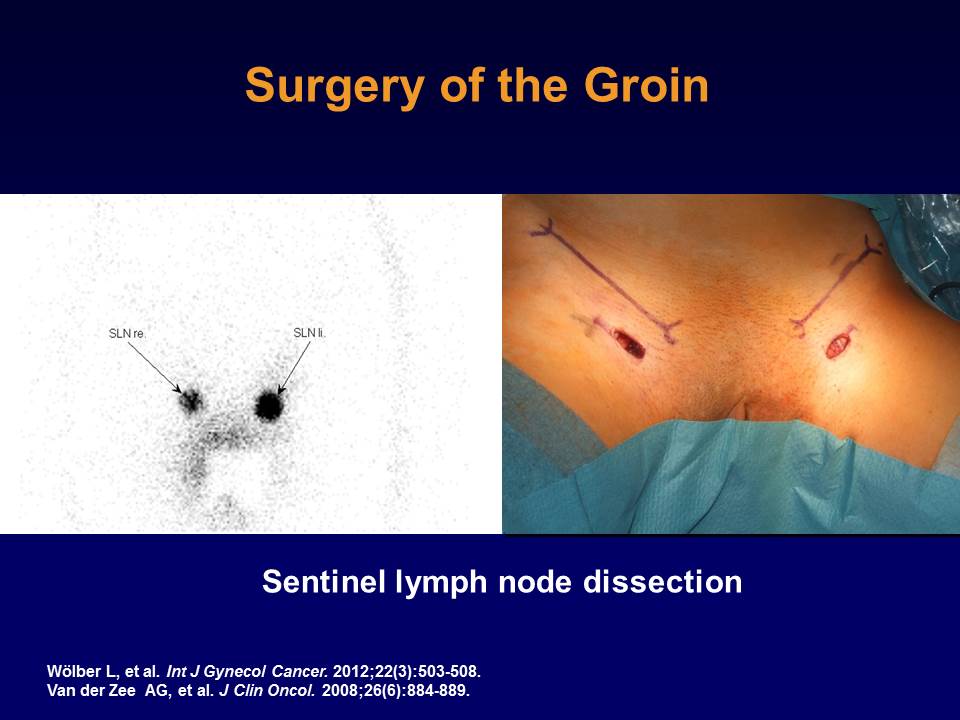 Surgery of the Groin
SLN re.
SLN li.
Sentinel lymph node dissection
Wölber L, et al. Int J Gynecol Cancer. 2012;22(3):503-508.
Van der Zee AG, et al. J Clin Oncol. 2008;26(6):884-889.